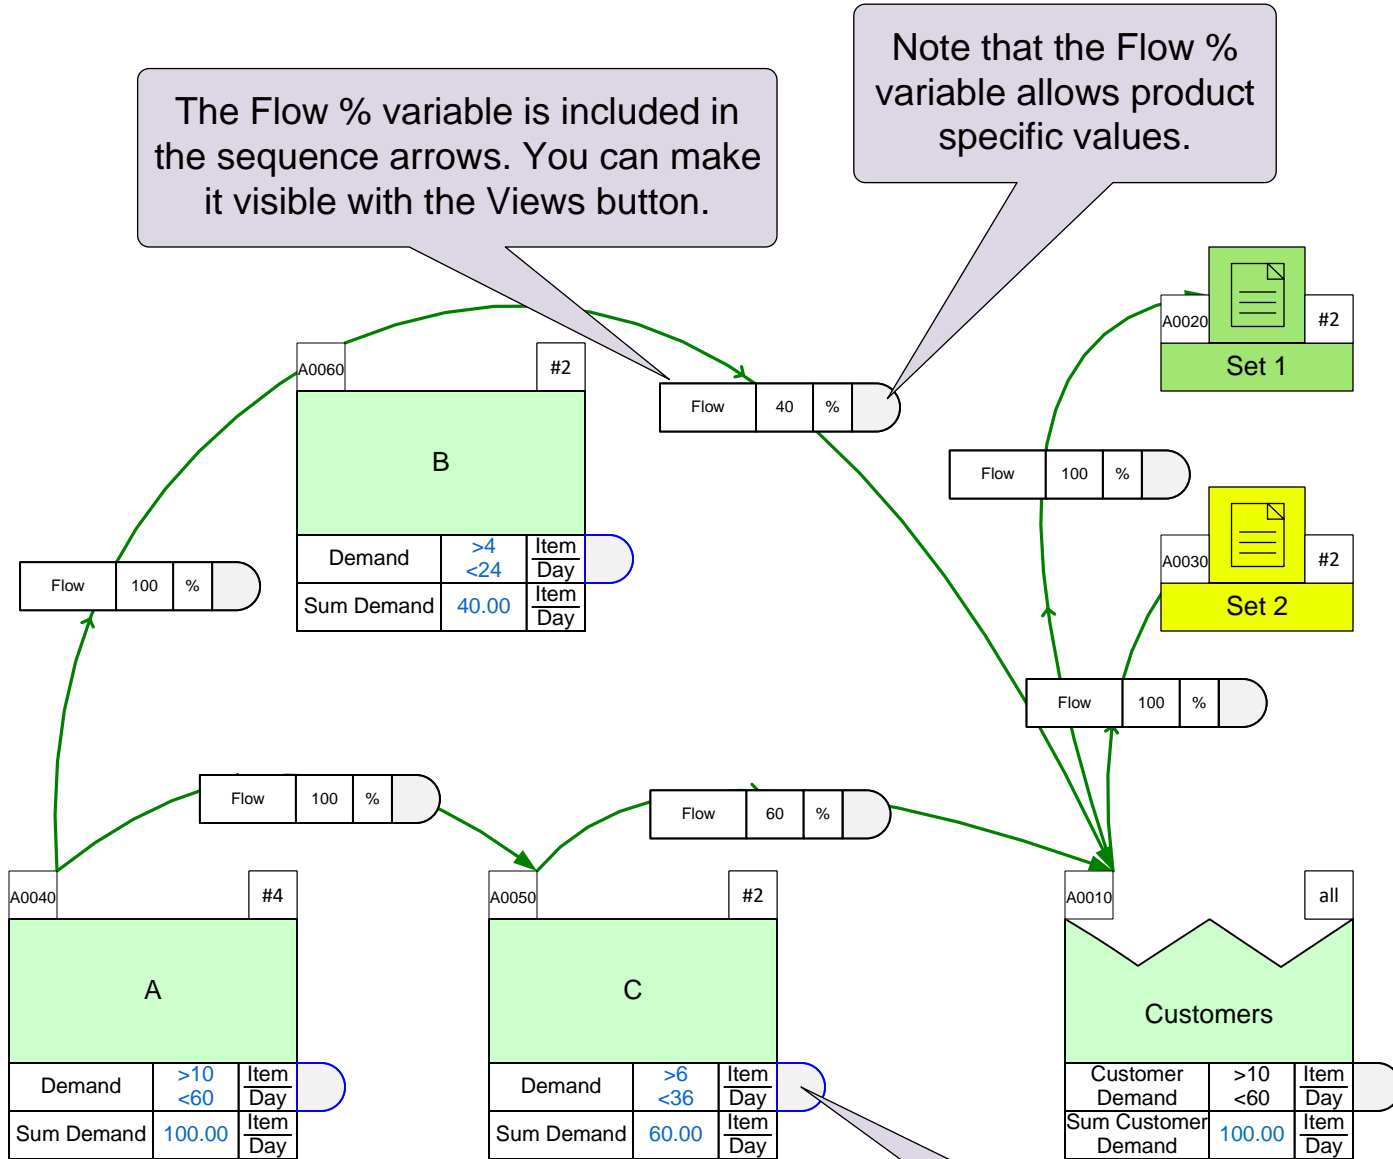 Note that the Flow %
variable allows product
specific values.
The Flow % variable is included in
the sequence arrows. You can make
it visible with the Views button.
A0020
#2
Set 1
A0060
#2
B
Demand
>4
<24
Item
Day
Sum Demand
40.00
Item
Day
Flow 40 %
Flow 100 %
A0030
#2
Set 2
Flow 100 %
Flow 100 %
Flow 100 %
Flow 60 %
A0040
#4
A
Demand
>10
<60
Item
Day
Sum Demand
100.00
Item
Day
A0050
#2
C
Demand
>6
<36
Item
Day
Sum Demand
60.00
Item
Day
A0010
all
Customers
Customer
Demand
>10
<60
Item
Day
Sum Customer
Demand
100.00
Item
Day